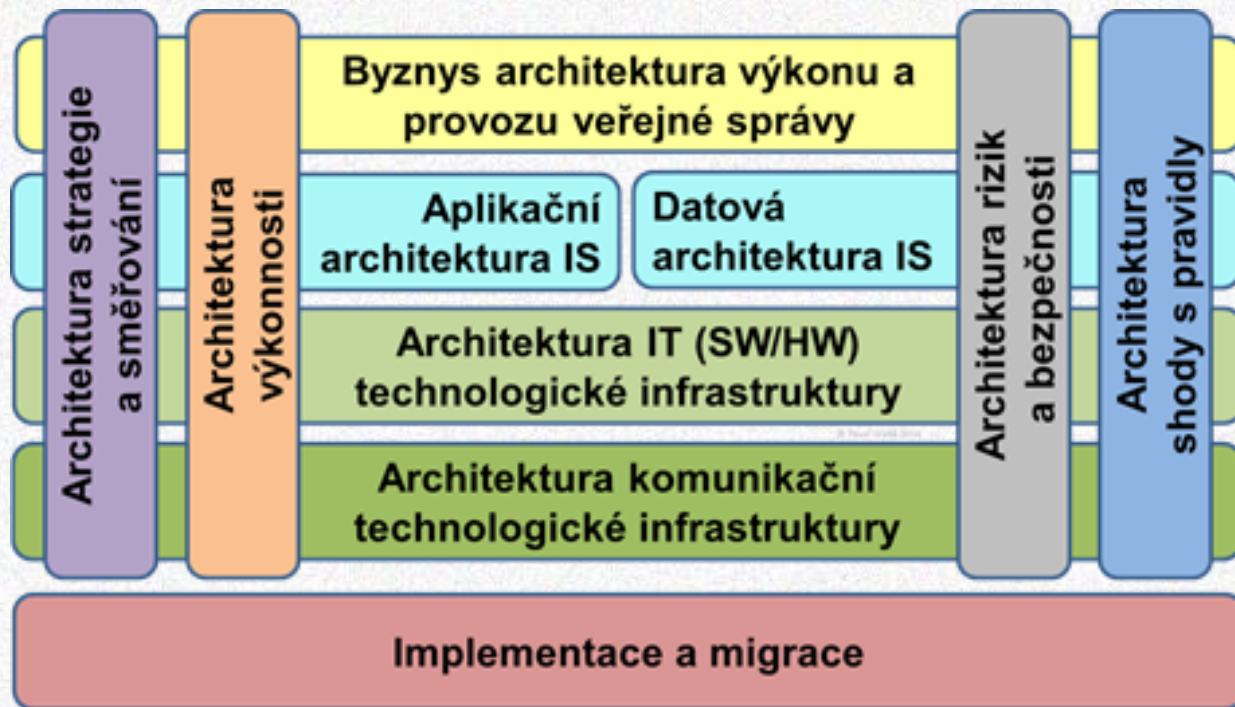 Architektura strategie
a směřování
Architektura
výkonnosti
Byznys architektura výkonu a
provozu veřejné správy
Aplikační
architektura IS
Datová
architektura IS
Architektura IT (SW/HW)
technologické infrastruktury
Architektura komunikační
technologické infrastruktury
Architektura rizik
a bezpečnosti
Architektura
shody s pravidly
Implementace a migrace